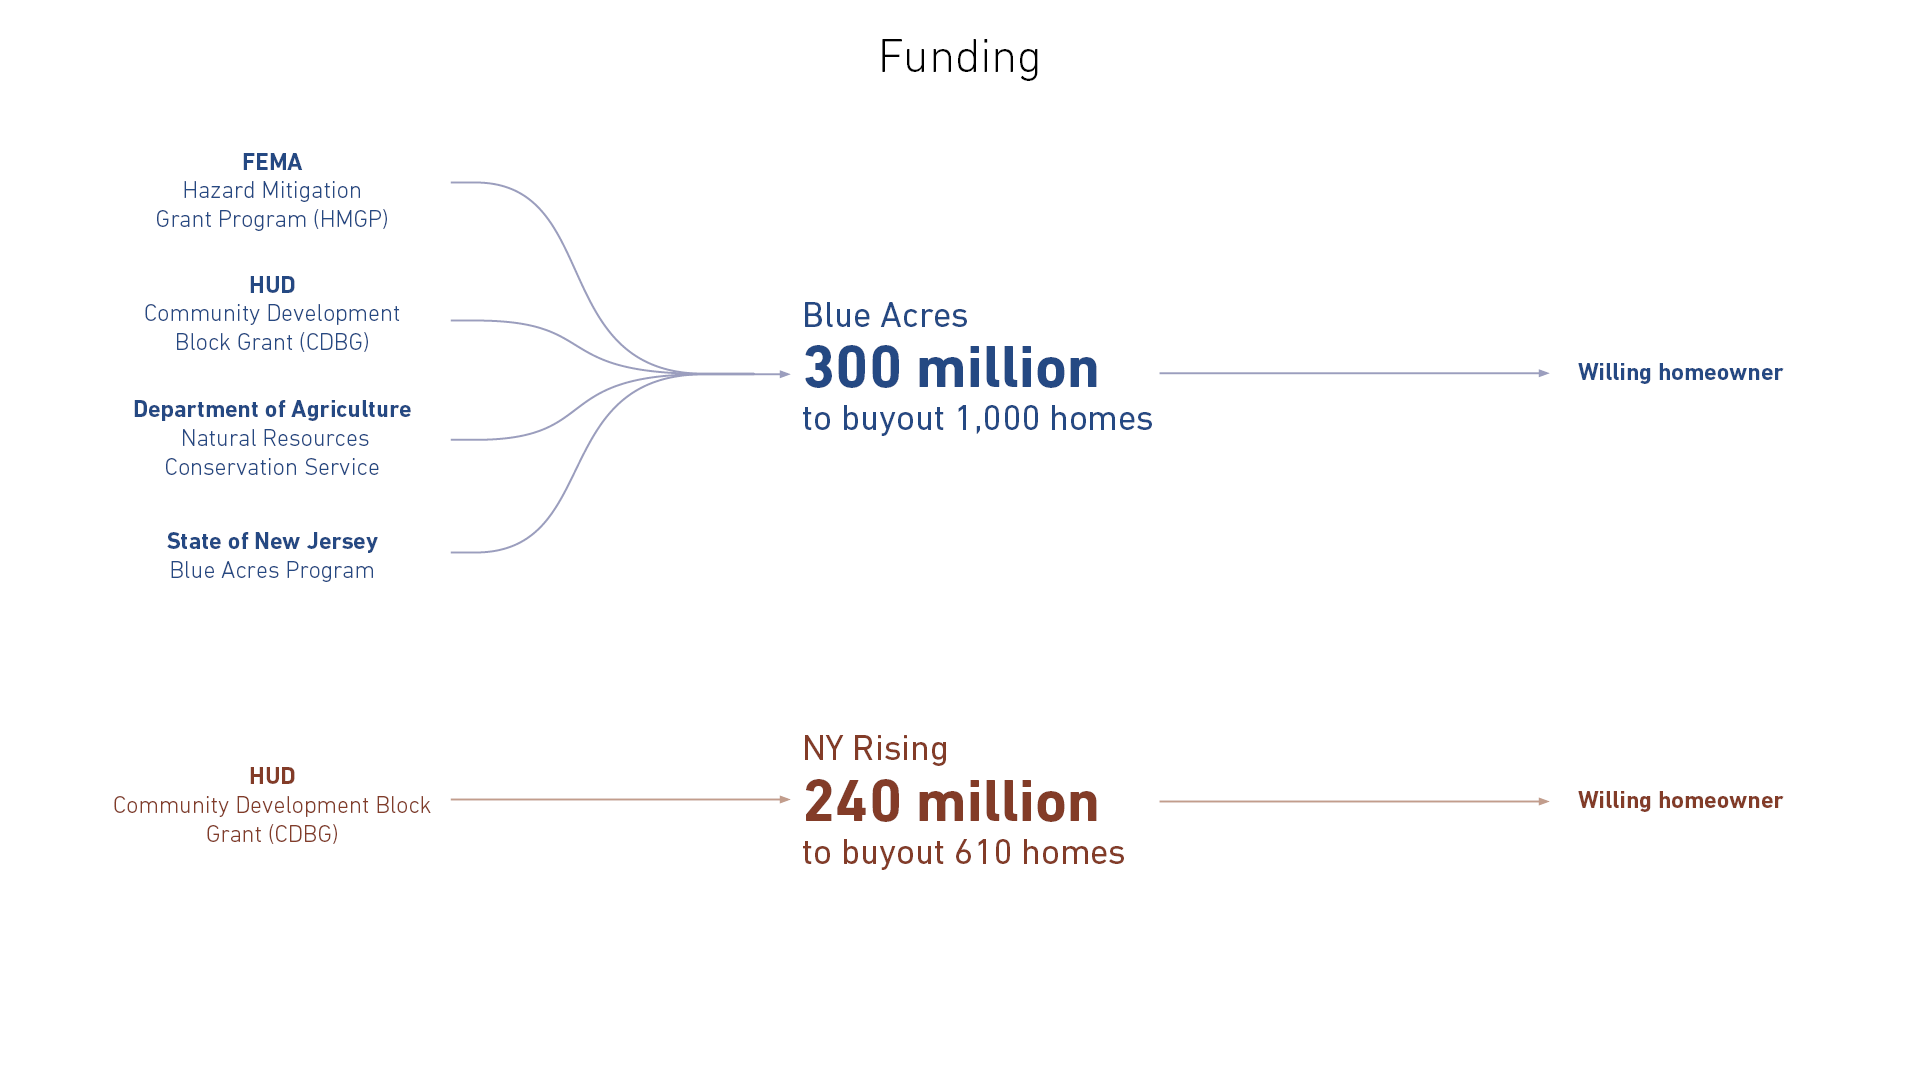 Funding
FEMA
Hazard Mitigation
Grant Program (HMGP)
HUD
Community Development
Block Grant (CDBG)
Department of Agriculture
Natural Resources
Conservation Service
State of New Jersey
Blue Acres Program
Blue Acres
300 million
to buyout 1,000 homes
Willing homeowner
HUD
Community Development Block
Grant (CDBG)
NY Rising
240 million
to buyout 610 homes
Willing homeowner